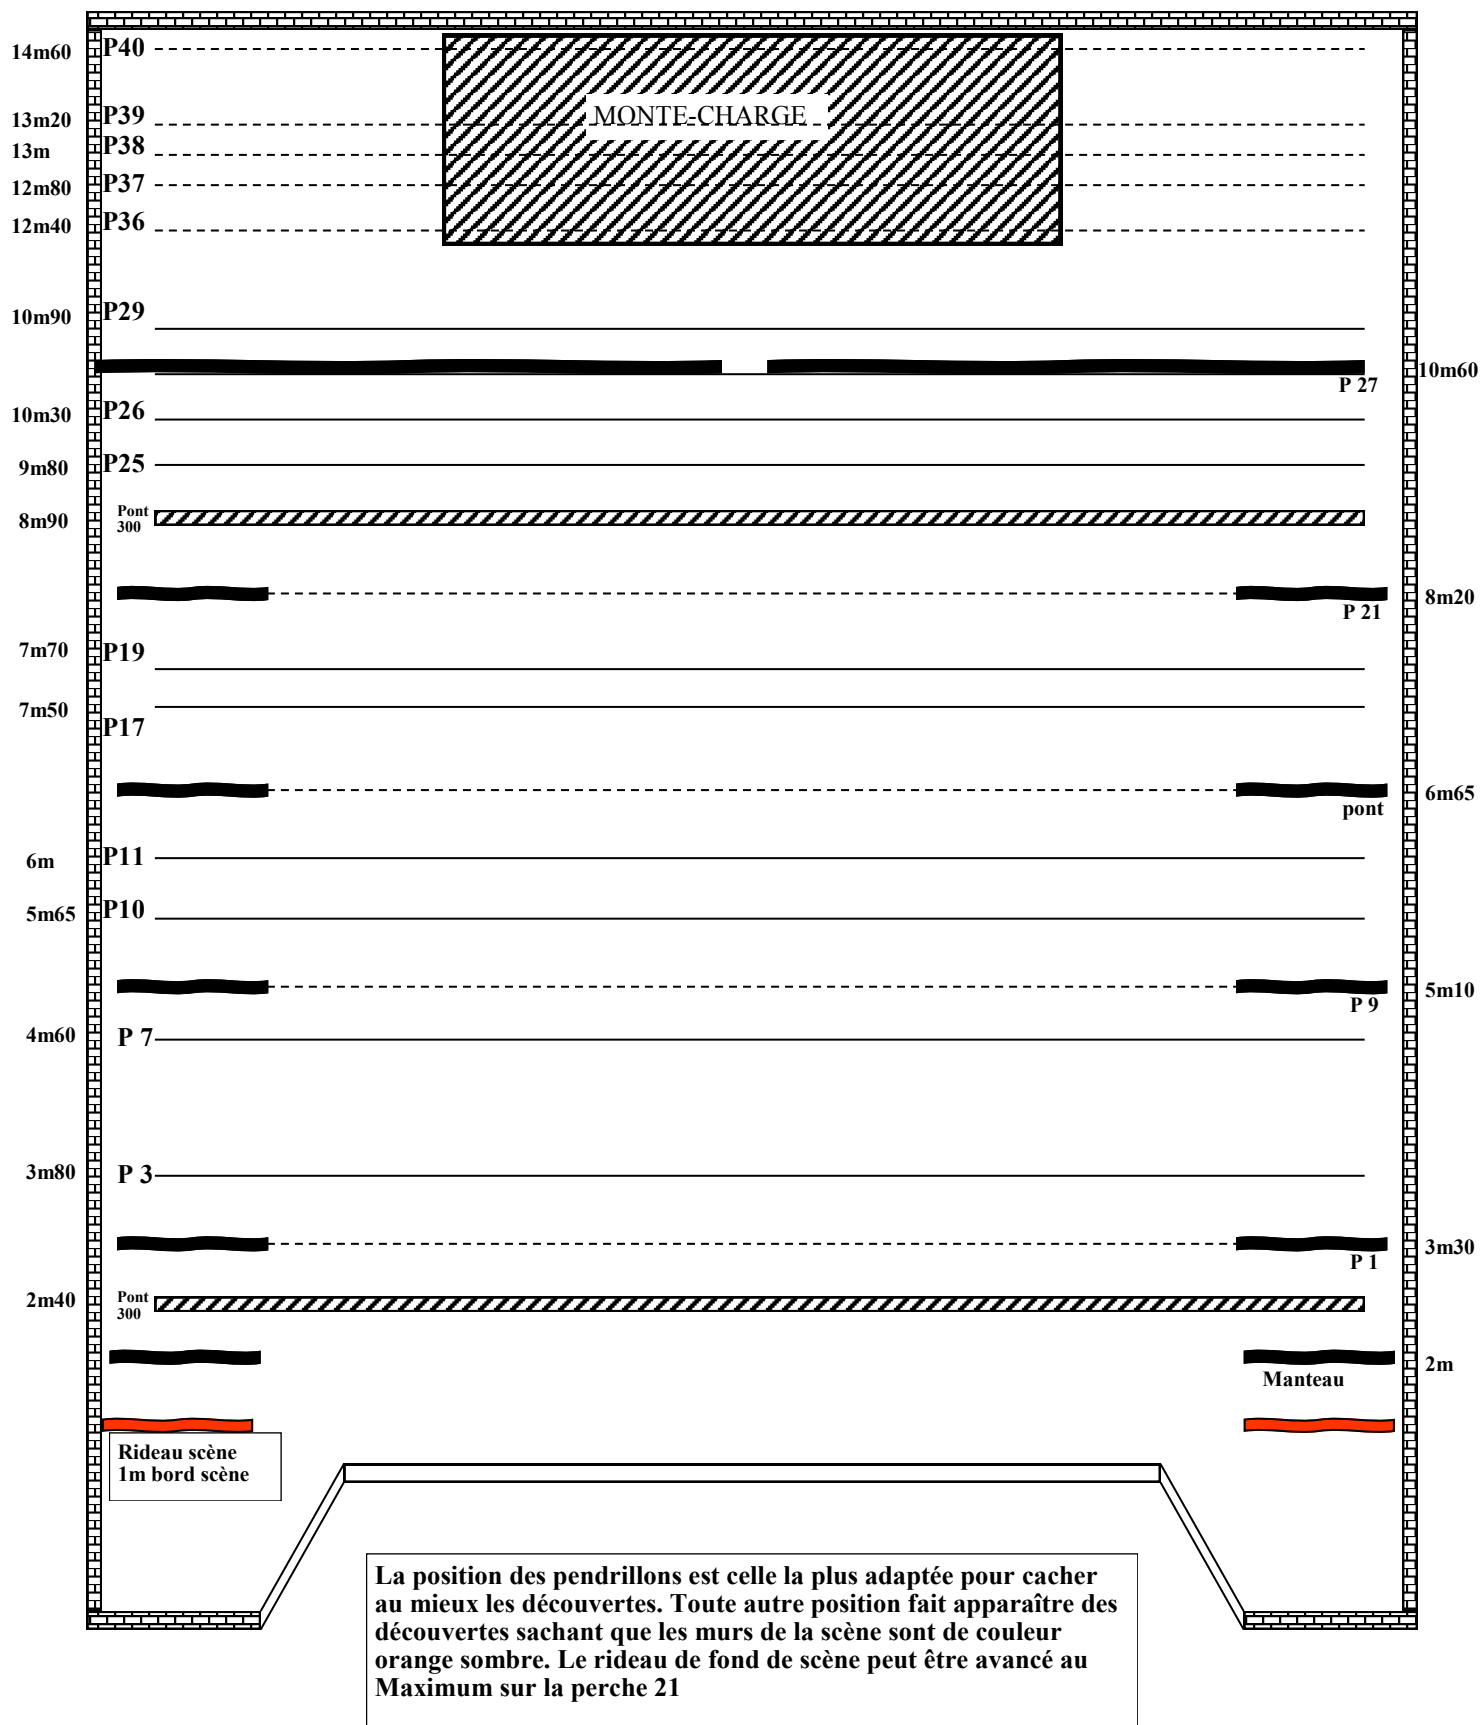 14m60 P40
13m20 P39 MONTE-CHARGE
13m P38
12m80 P37
12m40 P36
10m90 P29
10m60
P 27
10m30 P26
9m80 P25
Pont
300
8m90
8m20
P 21
7m70 P19
7m50
P17
6m65
pont
6m P11
5m65 P10
5m10
P 9
4m60 P 7
3m80 P 3
3m30
P 1
Pont
300
2m40
2m
Manteau
Rideau scène
1m bord scène
La position des pendrillons est celle la plus adaptée pour cacher
au mieux les découvertes. Toute autre position fait apparaître des
découvertes sachant que les murs de la scène sont de couleur
orange sombre. Le rideau de fond de scène peut être avancé au
Maximum sur la perche 21